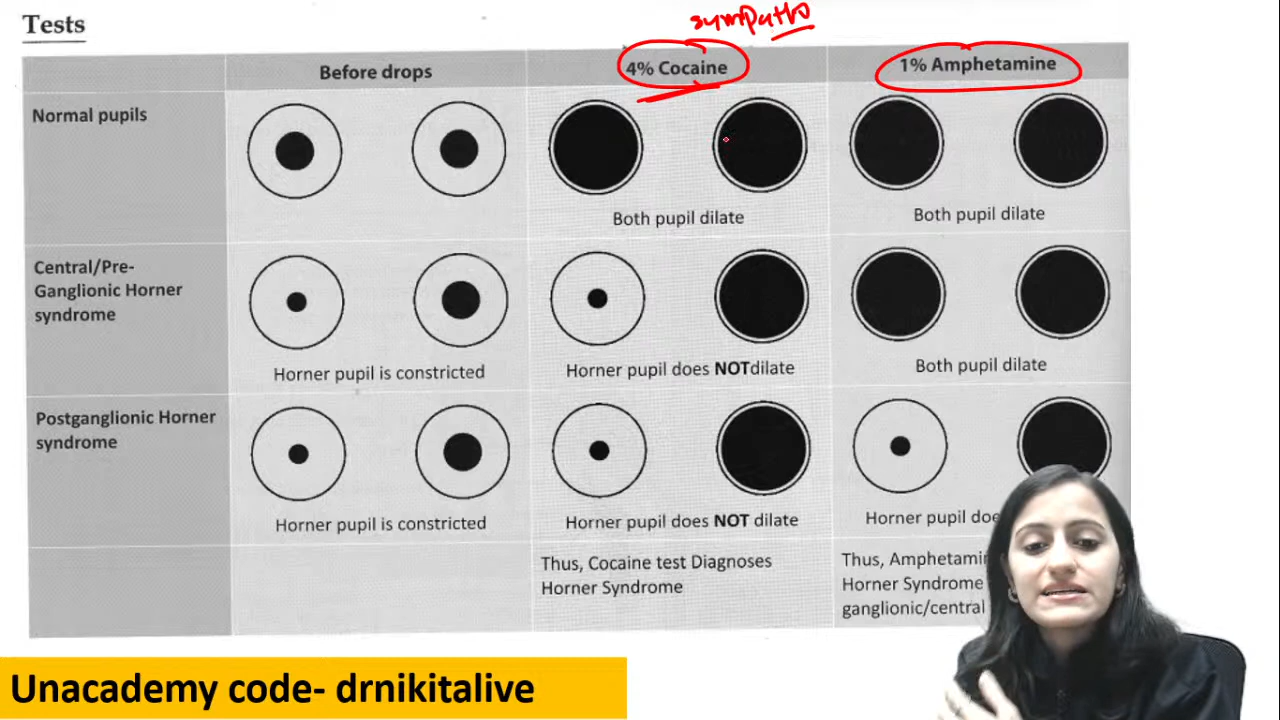 sympatho
Tests
Before drops
4% Cocaine
1% Amphetamine
Normal pupils
Both pupil dilate
Both pupil dilate
Central/Pre-
Ganglionic Horner
syndrome
Horner pupil is constricted
Horner pupil does NOTdilate
Both pupil dilate
Postganglionic Horner
syndrome
Horner pupil is constricted
Horner pupil does NOT dilate
Horner pupil
Thus, Cocaine test Diagnoses
Horner Syndrome
Thus,
Horner Syndrome
ganglionic/central
Unacademy code- drnikitalive